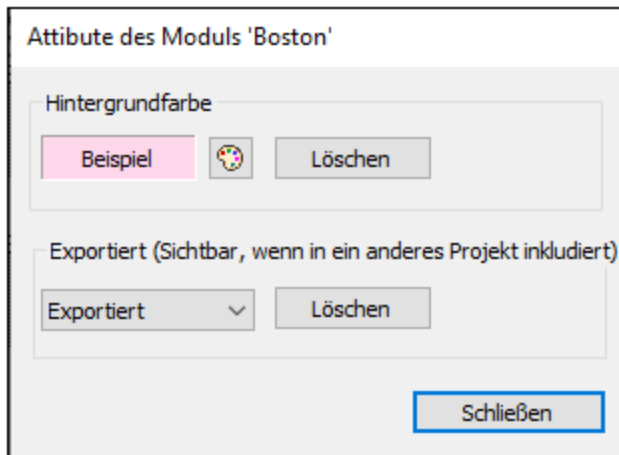 Attibute des Moduls 'Boston'
Hintergrundfarbe
Beispiel Löschen
Exportiert (Sichtbar, wenn in ein anderes Projekt inkludiert)
Exportiert Löschen
Schließen